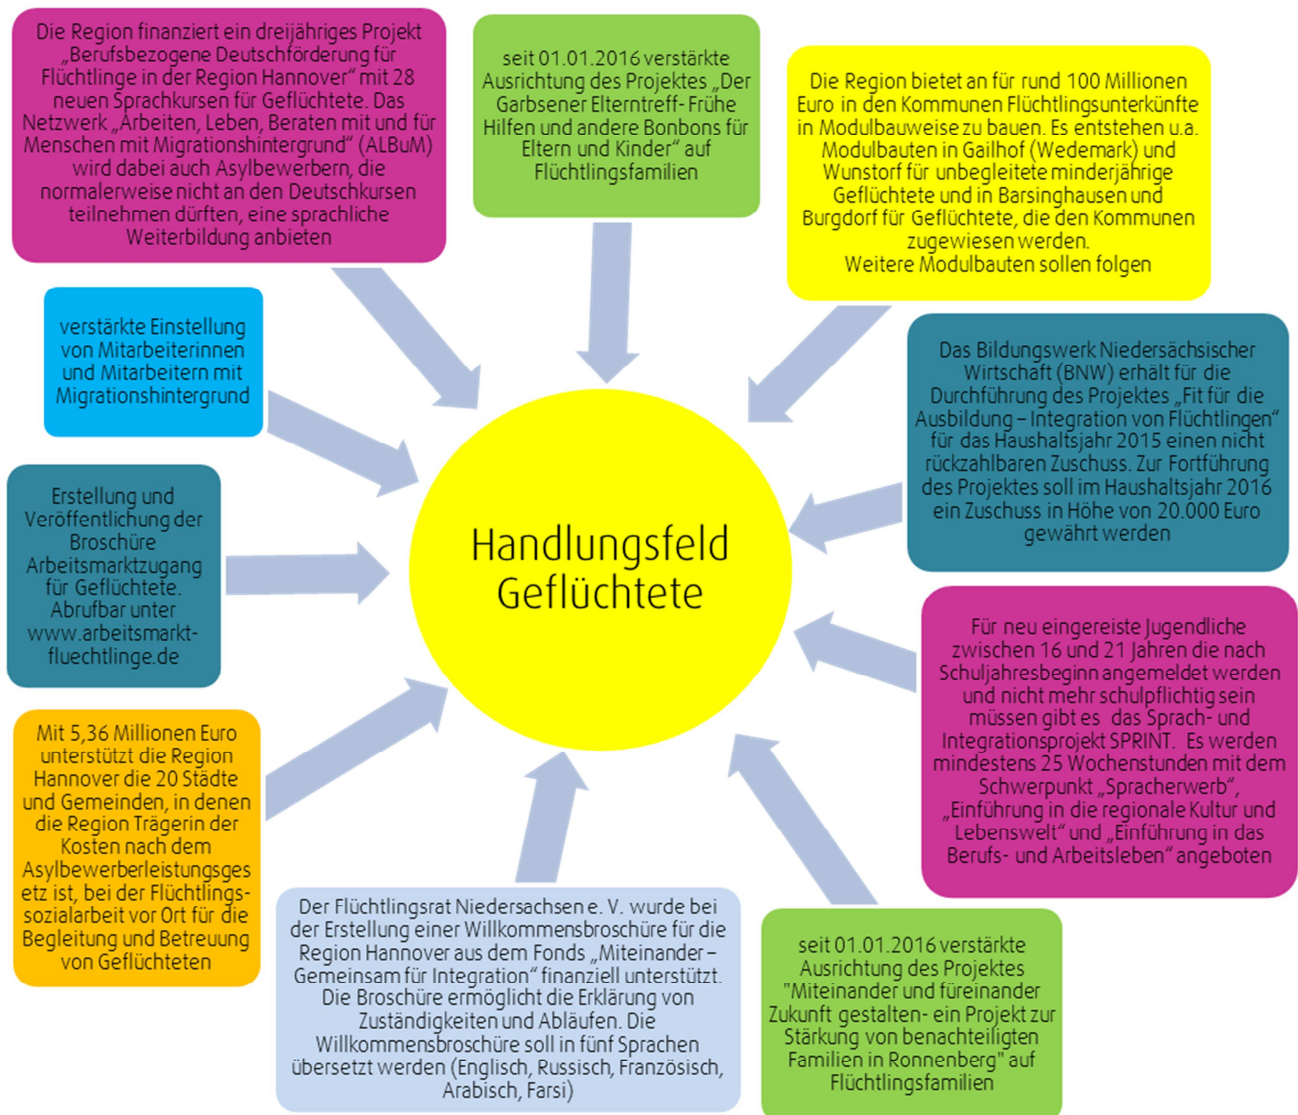 Die Region finanziert ein dreijähriges Projekt
„Berufsbezogene Deutschförderung für
Flüchtlinge in der Region Hannover“ mit 28
neuen Sprachkursen für Geflüchtete. Das
Netzwerk „Arbeiten, Leben, Beraten mit und für
Menschen mit Migrationshintergrund“ (ALBuM)
wird dabei auch Asylbewerbern, die
normalerweise nicht an den Deutschkursen
teilnehmen dürften, eine sprachliche
Weiterbildung anbieten
seit 01.01.2016 verstärkte
Ausrichtung des Projektes „Der
Garbsener Elterntreff- Frühe
Hilfen und andere Bonbons für
Eltern und Kinder“ auf
Flüchtlingsfamilien
Die Region bietet an für rund 100 Millionen
Euro in den Kommunen Flüchtlingsunterkünfte
in Modulbauweise zu bauen. Es entstehen u.a.
Modulbauten in Gailhof (Wedemark) und
Wunstorf für unbegleitete minderjährige
Geflüchtete und in Barsinghausen und
Burgdorf für Geflüchtete, die den Kommunen
zugewiesen werden.
Weitere Modulbauten sollen folgen
verstärkte Einstellung
von Mitarbeiterinnen
und Mitarbeitern mit
Migrationshintergrund
Das Bildungswerk Niedersächsischer
Wirtschaft (BNW) erhält für die
Durchführung des Projektes „Fit für die
Ausbildung – Integration von Flüchtlingen“
für das Haushaltsjahr 2015 einen nicht
rückzahlbaren Zuschuss. Zur Fortführung
des Projektes soll im Haushaltsjahr 2016
ein Zuschuss in Höhe von 20.000 Euro
gewährt werden
Erstellung und
Veröffentlichung der
Broschüre
Arbeitsmarktzugang
für Geflüchtete.
Abrufbar unter
www.arbeitsmarkt-
fluechtlinge.de
Handlungsfeld
Geflüchtete
Für neu eingereiste Jugendliche
zwischen 16 und 21 Jahren die nach
Schuljahresbeginn angemeldet werden
und nicht mehr schulpflichtig sein
müssen gibt es das Sprach- und
Integrationsprojekt SPRINT. Es werden
mindestens 25 Wochenstunden mit dem
Schwerpunkt „Spracherwerb“,
„Einführung in die regionale Kultur und
Lebenswelt“ und „Einführung in das
Berufs- und Arbeitsleben“ angeboten
Mit 5,36 Millionen Euro
unterstützt die Region
Hannover die 20 Städte
und Gemeinden, in denen
die Region Trägerin der
Kosten nach dem
Asylbewerberleistungsges
etz ist, bei der Flüchtlings-
sozialarbeit vor Ort für die
Begleitung und Betreuung
von Geflüchteten
Der Flüchtlingsrat Niedersachsen e. V. wurde bei
der Erstellung einer Willkommensbroschüre für die
Region Hannover aus dem Fonds „Miteinander –
Gemeinsam für Integration“ finanziell unterstützt.
Die Broschüre ermöglicht die Erklärung von
Zuständigkeiten und Abläufen. Die
Willkommensbroschüre soll in fünf Sprachen
übersetzt werden (Englisch, Russisch, Französisch,
Arabisch, Farsi)
seit 01.01.2016 verstärkte
Ausrichtung des Projektes
"Miteinander und füreinander
Zukunft gestalten- ein Projekt zur
Stärkung von benachteiligten
Familien in Ronnenberg" auf
Flüchtlingsfamilien